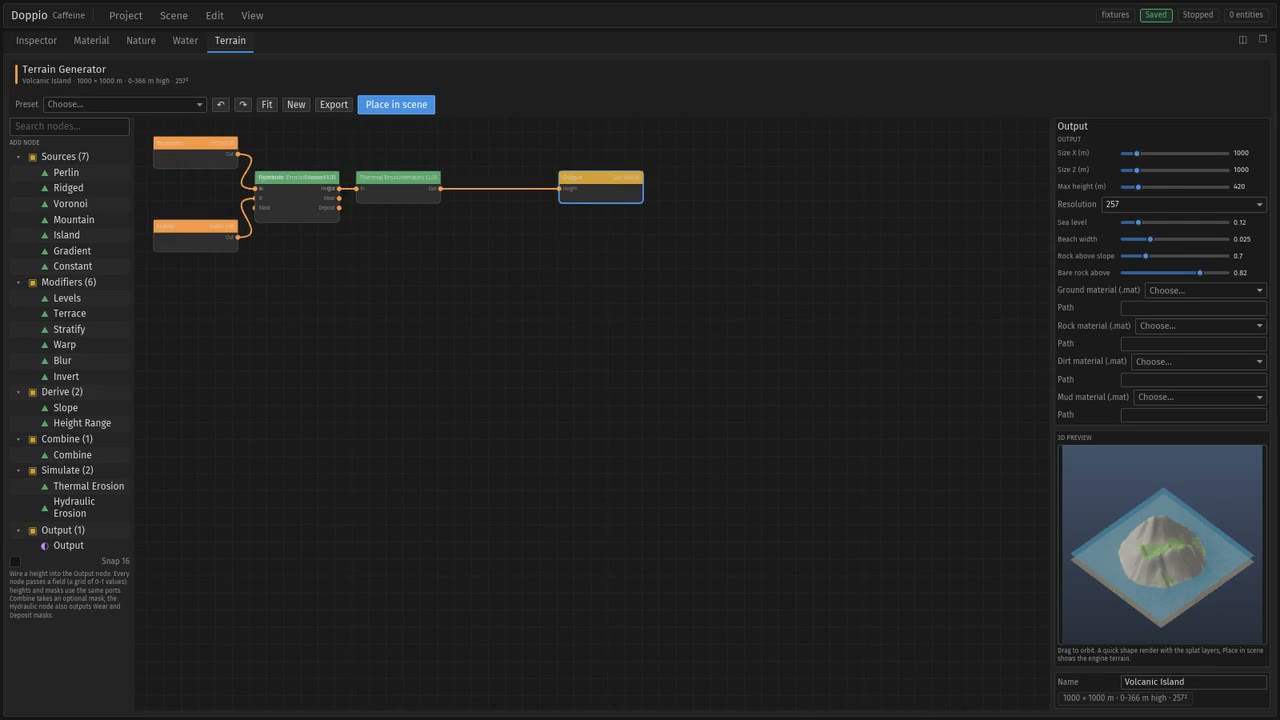 Doppio Caffeine Project Scene Edit View fixtures Saved Stopped 0 entities
Inspector Material Nature Water Terrain
Terrain Generator
Volcanic Island · 1000 × 1000 m · 0-366 m high · 257²
Preset Choose... ↶ ↷ Fit New Export Place in scene
Search nodes...
ADD NODE
Sources (7)
Perlin
Ridged
Voronoi
Mountain
Island
Gradient
Constant
Modifiers (6)
Levels
Terrace
Stratify
Warp
Blur
Invert
Derive (2)
Slope
Height Range
Combine (1)
Combine
Simulate (2)
Thermal Erosion
Hydraulic
Erosion
Output (1)
Output
Snap 16
Wire a height into the Output node. Every
node passes a field (a grid of 0-1 values)
heights and masks use the same ports.
Combine takes an optional mask; the
Hydraulic node also outputs Wear and
Deposit masks.
Out
Out
B
Mask
Wear
Deposit
Thermal
In Out
Output
Height
Output
OUTPUT
Size X (m) 1000
Size Z (m) 1000
Max height (m) 420
Resolution 257
Sea level 0.12
Beach width 0.025
Rock above slope 0.7
Bare rock above 0.82
Ground material (.mat) Choose...
Path
Rock material (.mat) Choose...
Path
Dirt material (.mat) Choose...
Path
Mud material (.mat) Choose...
Path
3D PREVIEW
Drag to orbit. A quick shape render with the splat layers; Place in scene
shows the engine terrain.
Name Volcanic Island
1000 × 1000 m · 0-366 m high · 257²